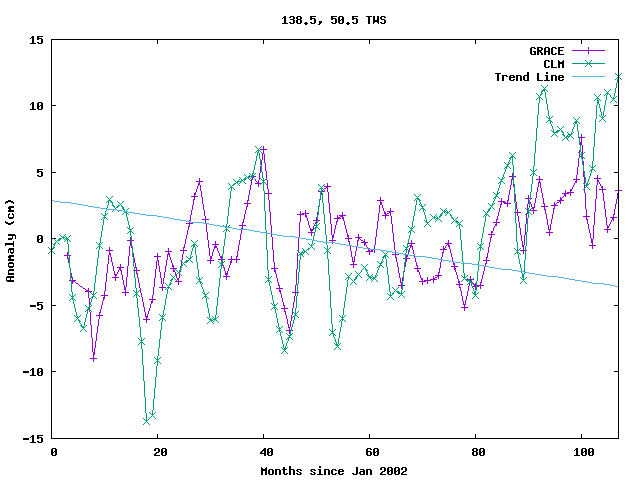 138.5, 50.5 TWS
GRACE
CLM
Trend Line
15
10
5
0
-5
-10
-15
Anomaly (cm)
0 20 40 60 80 100
Months since Jan 2002